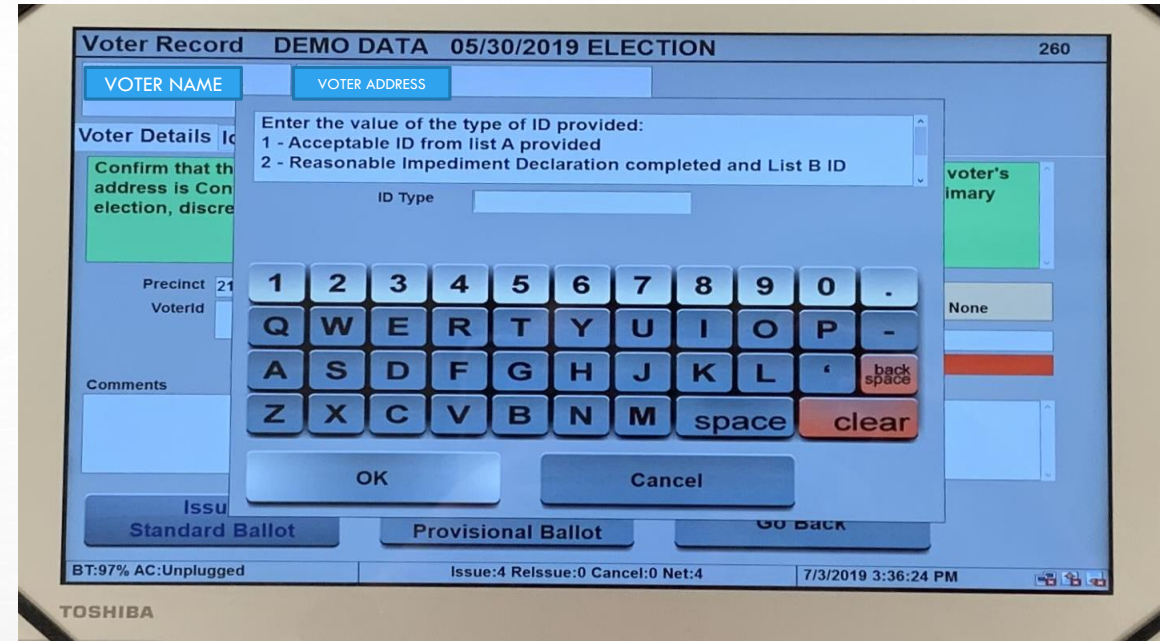 Voter Record DEMO DATA 05/30/2019 ELECTION 260
VOTER NAME VOTER ADDRESS
Enter the value of the type of ID provided:
1 - Acceptable ID from list A provided
2 - Reasonable Impediment Declaration completed and List B ID
Voter Details
Confirm that th
address is Con
election, discre
voter's
imary
ID Type
Precinct 21
VoterId
None
Comments
1 2 3 4 5 6 7 8 9 0 .
Q W E R T Y U I O P -
A S D F G H J K L ‘ back space
Z X C V B N M space clear
OK Cancel
Issu
Standard Ballot
Provisional Ballot
Go Back
BT:97% AC:Unplugged Issue:4 ReIssue:0 Cancel:0 Net:4 7/3/2019 3:36:24 PM
TOSHIBA